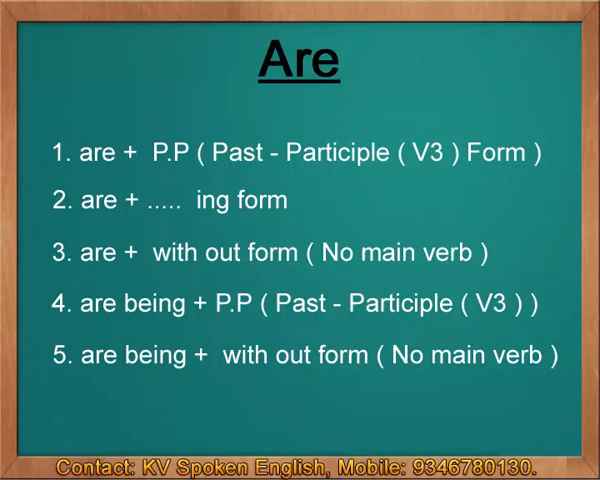 Are
1. are + P.P ( Past - Participle ( V3 ) Form )
2. are + ..... ing form
3. are + with out form ( No main verb )
4. are being + P.P ( Past - Participle ( V3 ) )
5. are being + with out form ( No main verb )
Contact: KV Spoken English, Mobile: 9346780130.